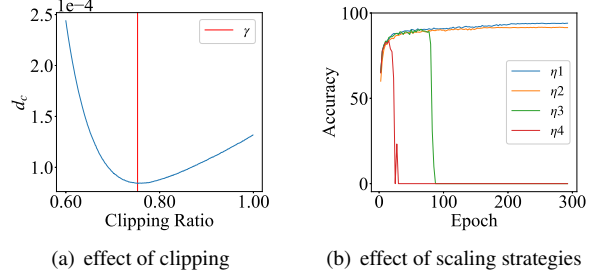 1e−4
2.5
2.0
1.5
1.0
d_c
0.60 0.80 1.00
Clipping Ratio
γ
(a) effect of clipping
100
50
0
Accuracy
0 100 200 300
Epoch
η1
η2
η3
η4
(b) effect of scaling strategies